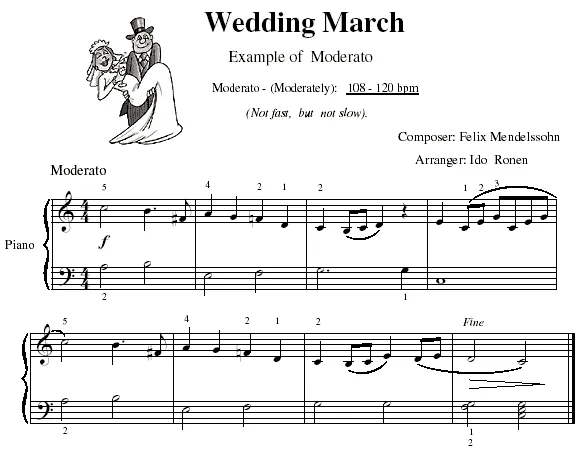 Wedding March
Example of Moderato
Moderato - (Moderately): 108 - 120 bpm
(Not fast, but not slow).
Composer: Felix Mendelssohn
Arranger: Ido Ronen
Moderato
5 4 2 1 2 1 2 3
Piano
f
2 1
5 4 2 1 2 Fine
2 1
2